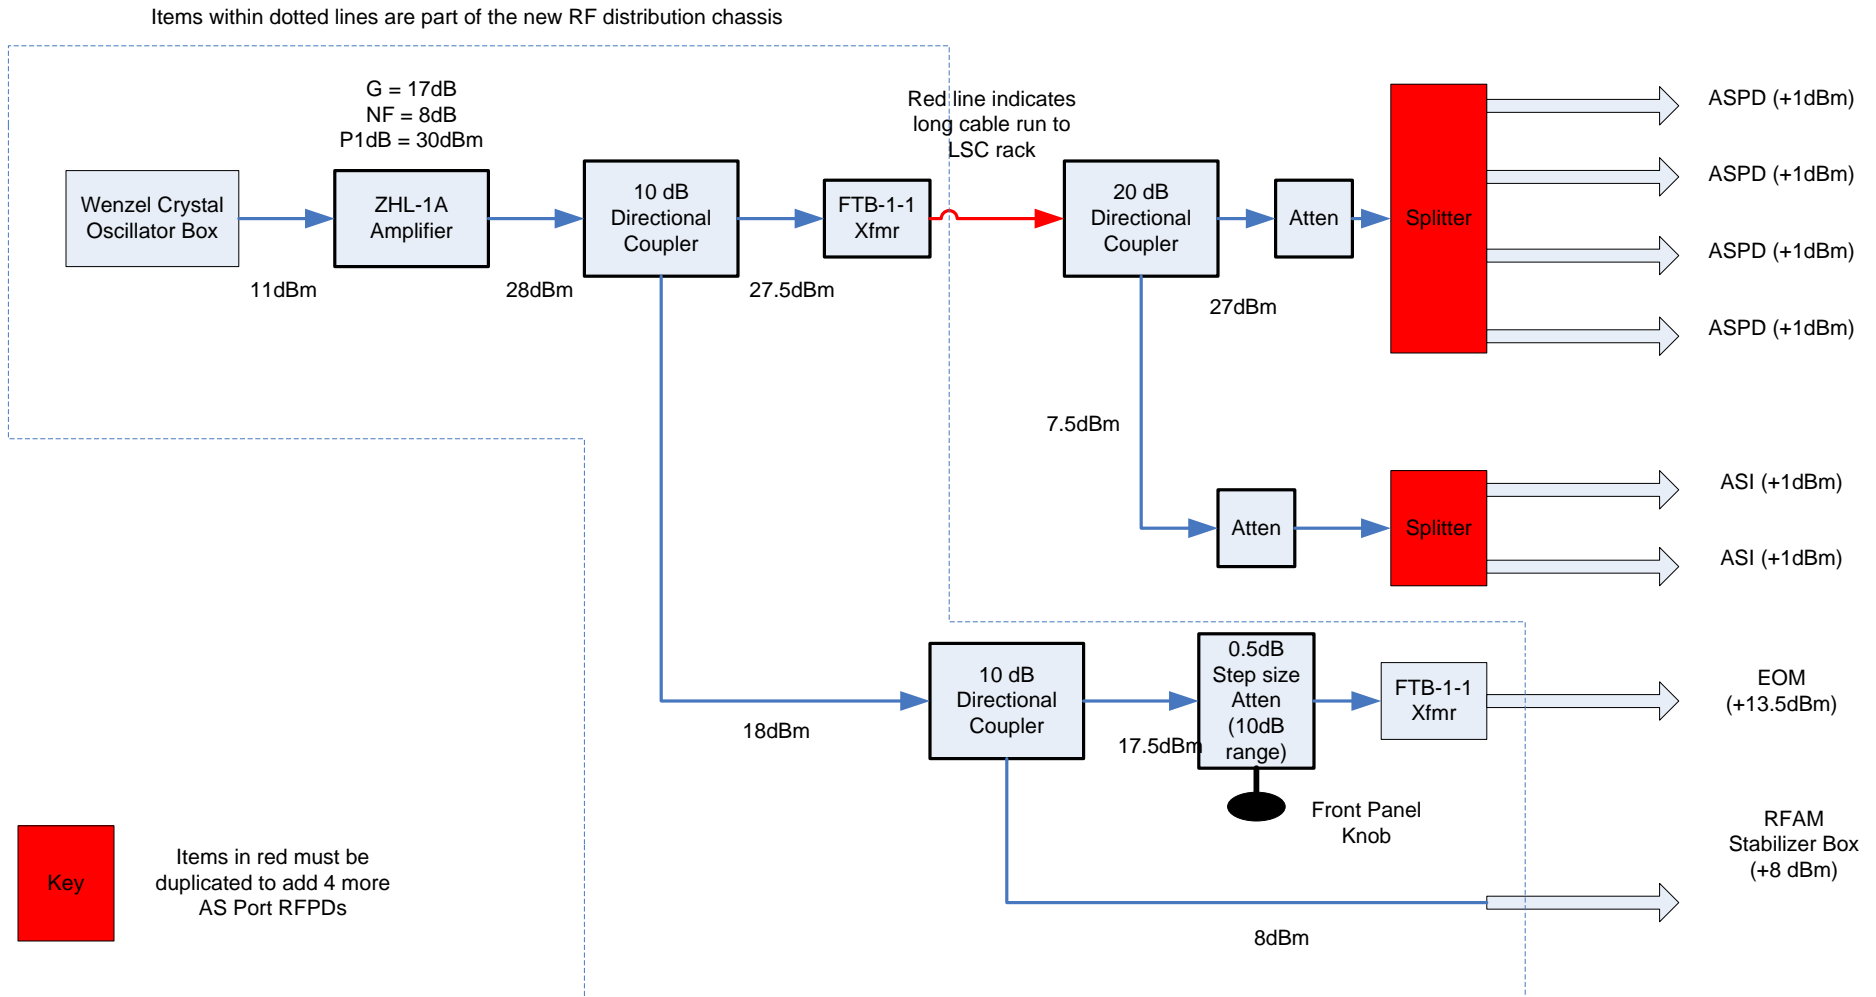 Items within dotted lines are part of the new RF distribution chassis
G = 17dB
NF = 8dB
P1dB = 30dBm
Red line indicates
long cable run to
LSC rack
Wenzel Crystal
Oscillator Box
ZHL-1A
Amplifier
10 dB
Directional
Coupler
FTB-1-1
Xfmr
20 dB
Directional
Coupler
Atten
Splitter
ASPD (+1dBm)
ASPD (+1dBm)
ASPD (+1dBm)
ASPD (+1dBm)
11dBm
28dBm
27.5dBm
27dBm
7.5dBm
Atten
Splitter
ASI (+1dBm)
ASI (+1dBm)
18dBm
10 dB
Directional
Coupler
17.5dBm
0.5dB
Step size
Atten
(10dB
range)
FTB-1-1
Xfmr
EOM
(+13.5dBm)
Front Panel
Knob
RFAM
Stabilizer Box
(+8 dBm)
8dBm
Key
Items in red must be
duplicated to add 4 more
AS Port RFPDs